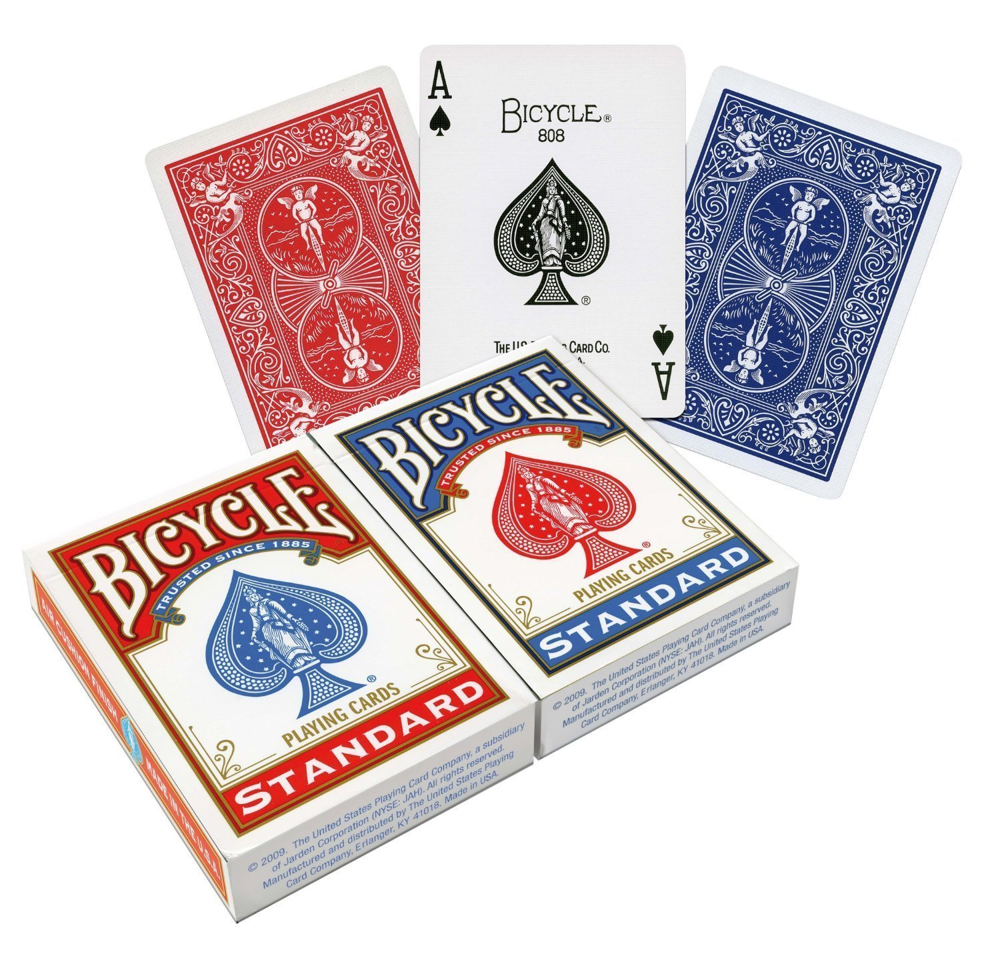 A
BICYCLE®
808
THE U.S. CARD CO.
A.
A
BICYCLE
TRUSTED SINCE 1885
®
PLAYING CARDS
STANDARD
© 2009. The United States Playing Card Company, a subsidiary
of Jarden Corporation (NYSE: JAH). All rights reserved.
Manufactured and distributed by The United States Playing
Card Company, Erlanger, KY 41018. Made in USA.
BICYCLE
TRUSTED SINCE 1885
®
PLAYING CARDS
STANDARD
AIR CUSHION FINISH MADE IN THE U.S.A.
© 2009. The United States Playing Card Company, a subsidiary
of Jarden Corporation (NYSE: JAH). All rights reserved.
Manufactured and distributed by The United States Playing
Card Company, Erlanger, KY 41018. Made in USA.